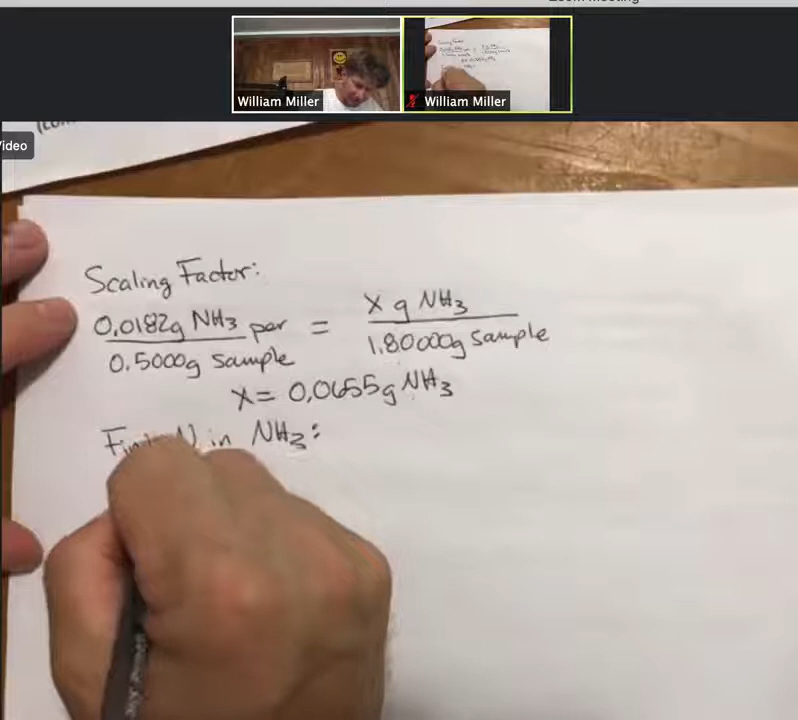 Zoom Meeting
William Miller
William Miller
Video
Scaling Factor:
0.0182g NH3 per = x g NH3
0.5000g sample 1.80000g sample
x = 0.0655g NH3
Find N in NH3: